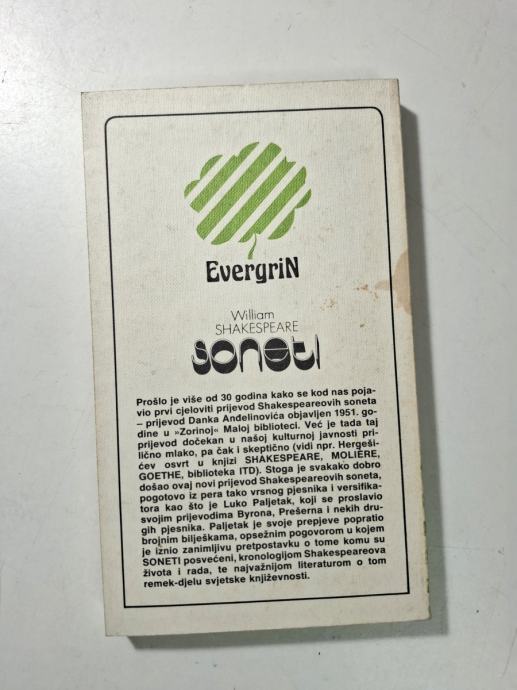 EvergriN
William
SHAKESPEARE
soneti
Prošlo je više od 30 godina kako se kod nas poja-
vio prvi cjeloviti prijevod Shakespeareovih soneta
– prijevod Danka Anđelinovića objavljen 1951. go-
dine u »Zorinoj« Maloj biblioteci. Već je tada taj
prijevod dočekan u našoj kulturnoj javnosti pri-
lično mlako, pa čak i skeptično (vidi npr. Hergeši-
ćev osvrt u knjizi SHAKESPEARE, MOLIÈRE,
GOETHE, biblioteka ITD). Stoga je svakako dobro
došao ovaj novi prijevod Shakespeareovih soneta,
pogotovo iz pera tako vrsnog pjesnika i versifika-
tora kao što je Luko Paljetak, koji se proslavio
svojim prijevodima Byrona, Prešerna i nekih dru-
gih pjesnika. Paljetak je svoje prepjeve popratio
brojnim bilješkama, opsežnim pogovorom u kojem
je iznio zanimljivu pretpostavku o tome komu su
SONETI posvećeni, kronologijom Shakespeareova
života i rada, te najvažnijom literaturom o tom
remek-djelu svjetske književnosti.